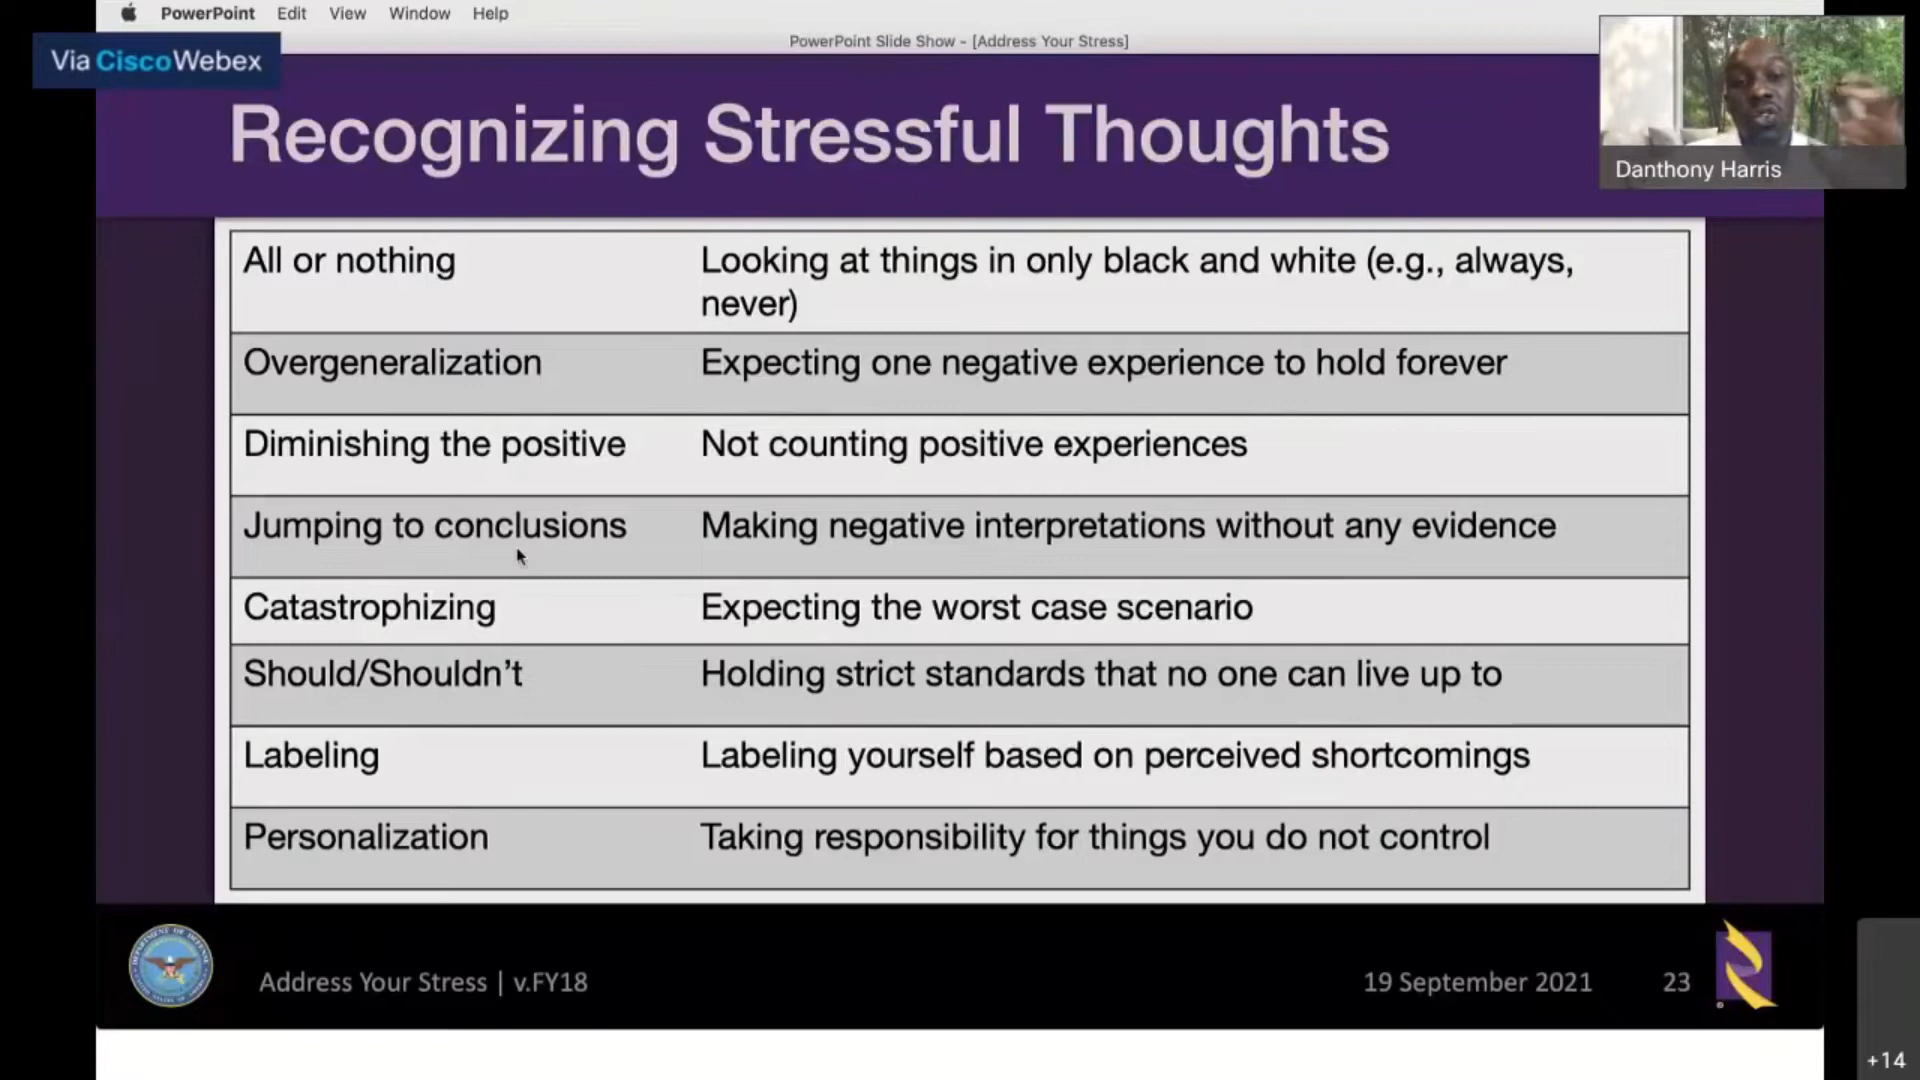 PowerPoint Edit View Window Help
PowerPoint Slide Show - [Address Your Stress]
Via CiscoWebex
Recognizing Stressful Thoughts
Danthony Harris
All or nothing
Looking at things in only black and white (e.g., always,
never)
Overgeneralization
Expecting one negative experience to hold forever
Diminishing the positive
Not counting positive experiences
Jumping to conclusions
Making negative interpretations without any evidence
Catastrophizing
Expecting the worst case scenario
Should/Shouldn’t
Holding strict standards that no one can live up to
Labeling
Labeling yourself based on perceived shortcomings
Personalization
Taking responsibility for things you do not control
DEPARTMENT OF DEFENSE
Address Your Stress | v.FY18
19 September 2021
23
+14